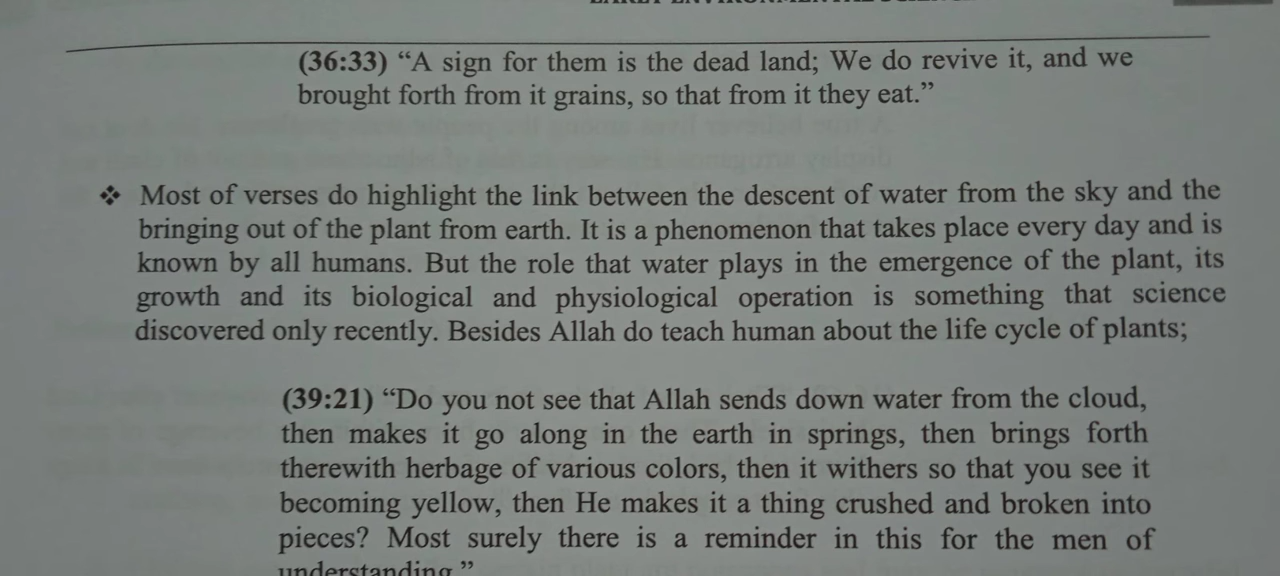 (36:33) “A sign for them is the dead land; We do revive it, and we
brought forth from it grains, so that from it they eat.”
❖ Most of verses do highlight the link between the descent of water from the sky and the
bringing out of the plant from earth. It is a phenomenon that takes place every day and is
known by all humans. But the role that water plays in the emergence of the plant, its
growth and its biological and physiological operation is something that science
discovered only recently. Besides Allah do teach human about the life cycle of plants;
(39:21) “Do you not see that Allah sends down water from the cloud,
then makes it go along in the earth in springs, then brings forth
therewith herbage of various colors, then it withers so that you see it
becoming yellow, then He makes it a thing crushed and broken into
pieces? Most surely there is a reminder in this for the men of
understanding.”